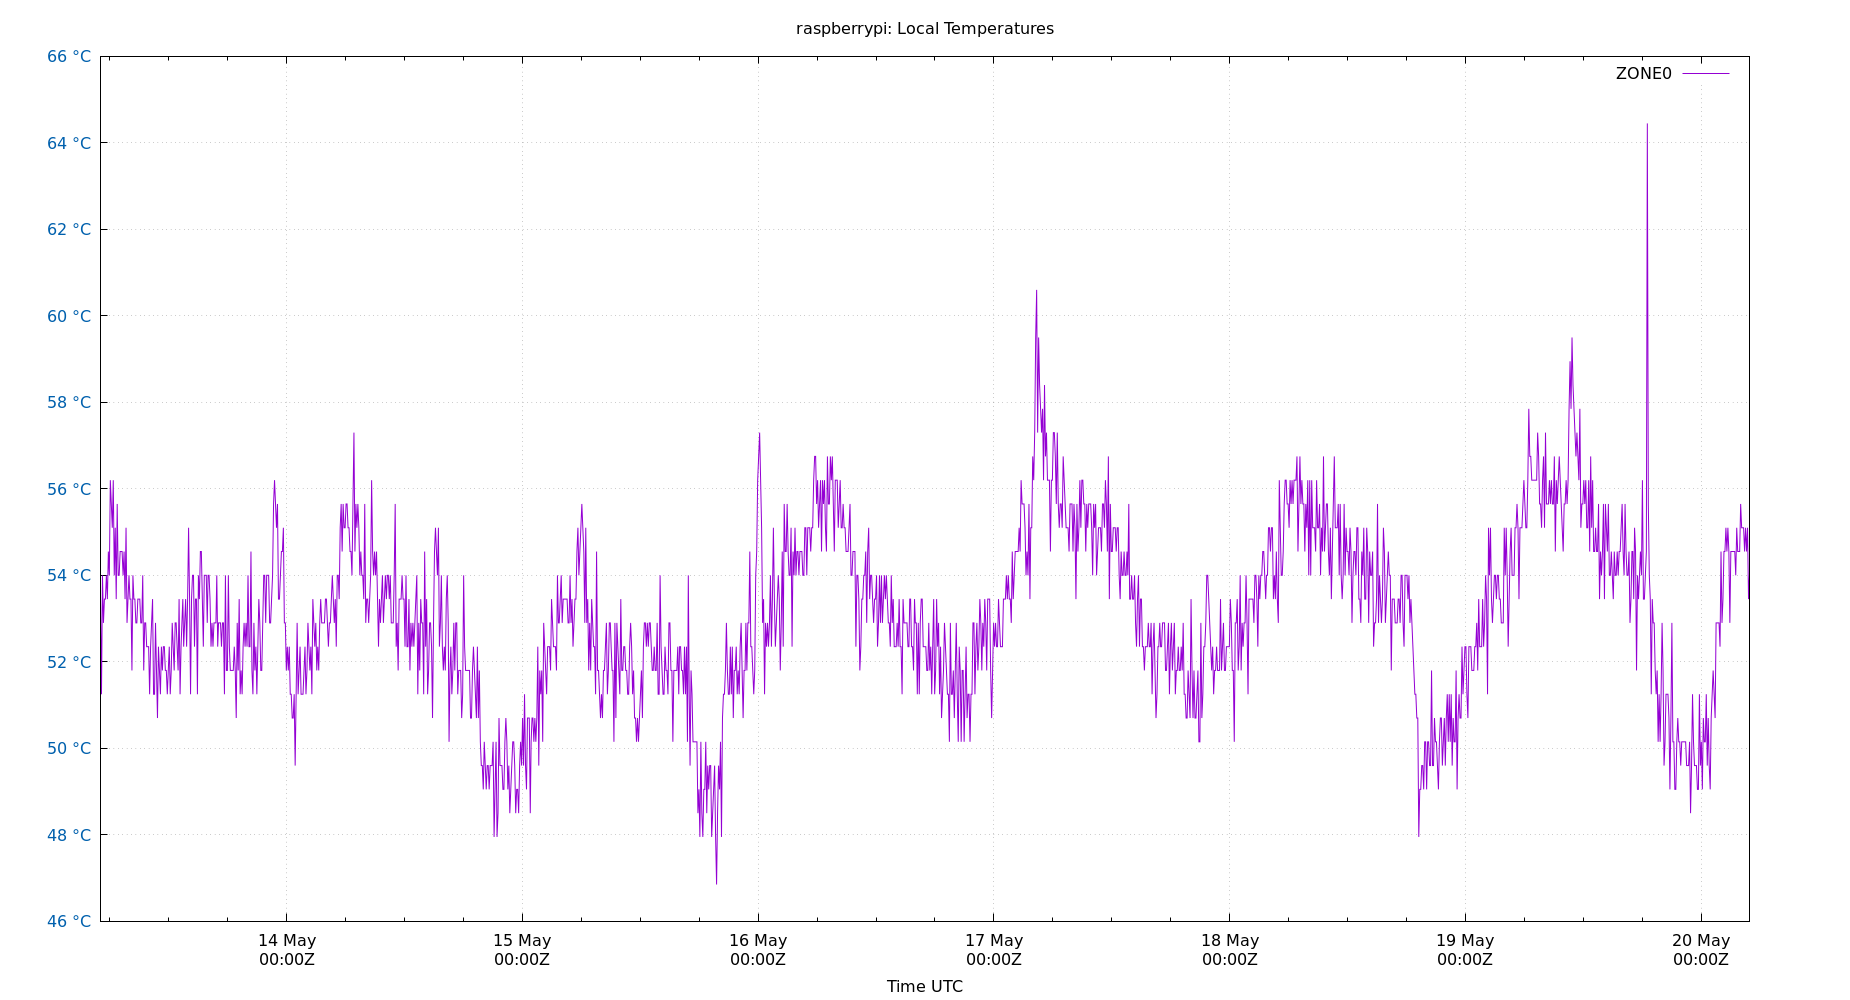 raspberrypi: Local Temperatures
66 °C
ZONE0
64 °C
62 °C
60 °C
58 °C
56 °C
54 °C
52 °C
50 °C
48 °C
46 °C
14 May 15 May 16 May 17 May 18 May 19 May 20 May
00:00Z 00:00Z 00:00Z 00:00Z 00:00Z 00:00Z 00:00Z
Time UTC